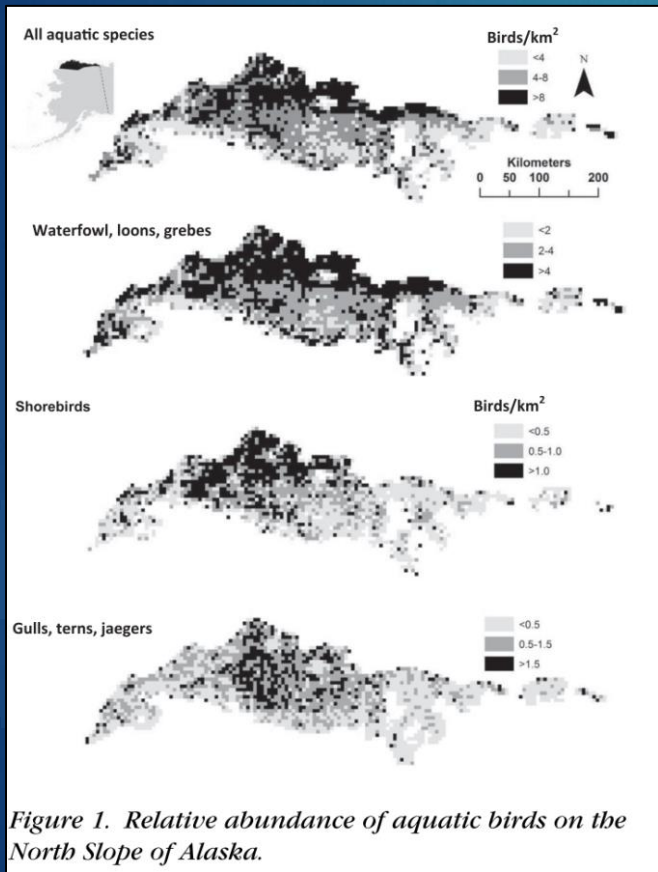 All aquatic species
Birds/km²
<4
4-8
>8
N
Kilometers
0 50 100 200
Waterfowl, loons, grebes
<2
2-4
>4
Shorebirds
Birds/km²
<0.5
0.5-1.0
>1.0
Gulls, terns, jaegers
<0.5
0.5-1.5
>1.5
Figure 1. Relative abundance of aquatic birds on the
North Slope of Alaska.